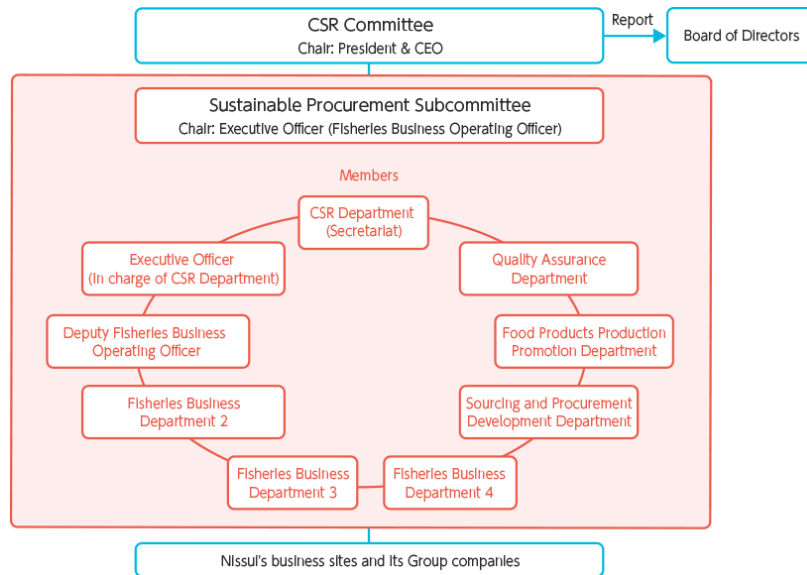 CSR Committee
Chair: President & CEO
Report
Board of Directors
Sustainable Procurement Subcommittee
Chair: Executive Officer (Fisheries Business Operating Officer)
Members
CSR Department
(Secretariat)
Executive Officer
(In charge of CSR Department)
Quality Assurance
Department
Deputy Fisheries Business
Operating Officer
Food Products Production
Promotion Department
Fisheries Business
Department 2
Sourcing and Procurement
Development Department
Fisheries Business
Department 3
Fisheries Business
Department 4
Nissui's business sites and its Group companies